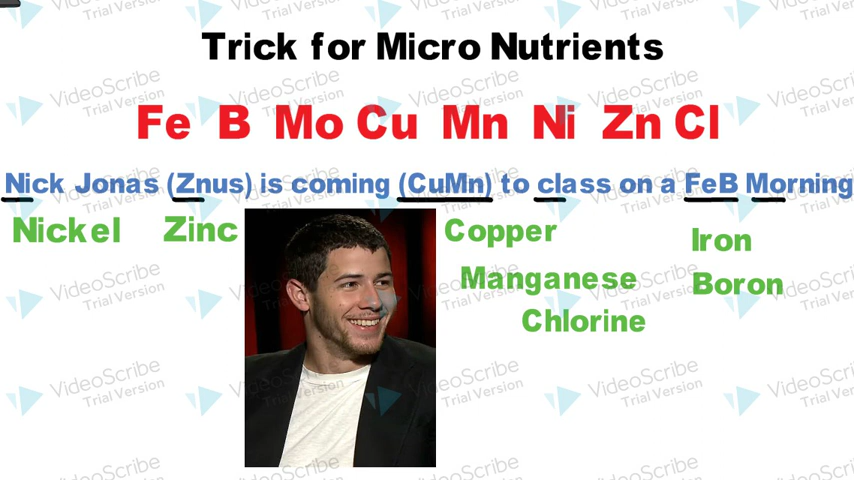 Trick for Micro Nutrients
Fe B Mo Cu Mn Ni Zn Cl
Nick Jonas (Znus) is coming (CuMn) to class on a FeB Morning
Nickel Zinc Copper Iron
Manganese Boron
Chlorine
VideoScribe
Trial Version